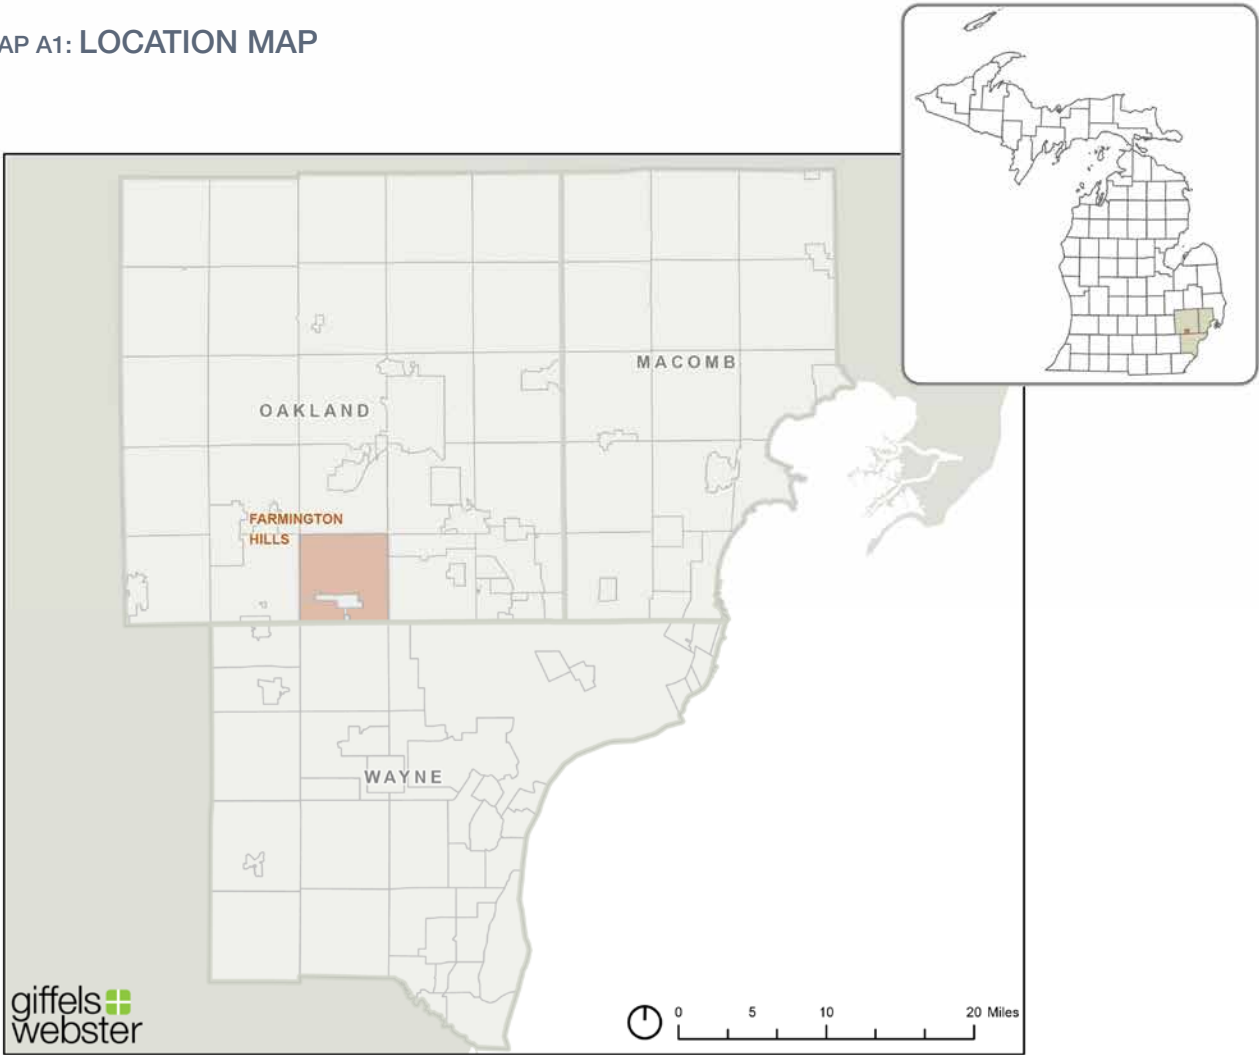 AP A1: LOCATION MAP
MACOMB
OAKLAND
FARMINGTON
HILLS
WAYNE
giffels
webster
0 5 10 20 Miles